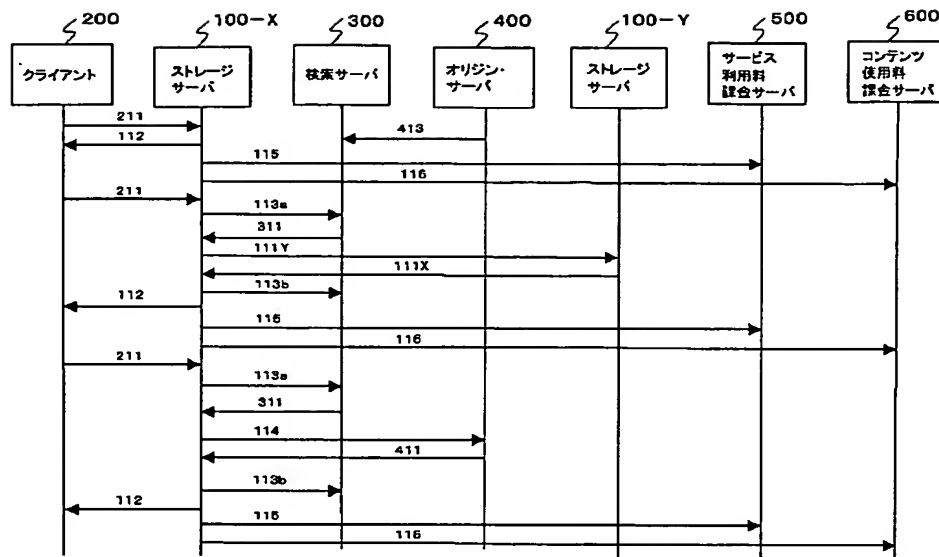 200
100-X
300
400
100-Y
500
600
クライアント
ストレージ
サーバ
検索サーバ
オリジン・
サーバ
ストレージ
サーバ
サービス
利用料
課金サーバ
コンテンツ
使用料
課金サーバ
211
413
112
115
116
211
113a
311
111Y
111X
113b
112
115
116
211
113a
311
114
411
113b
112
115
116